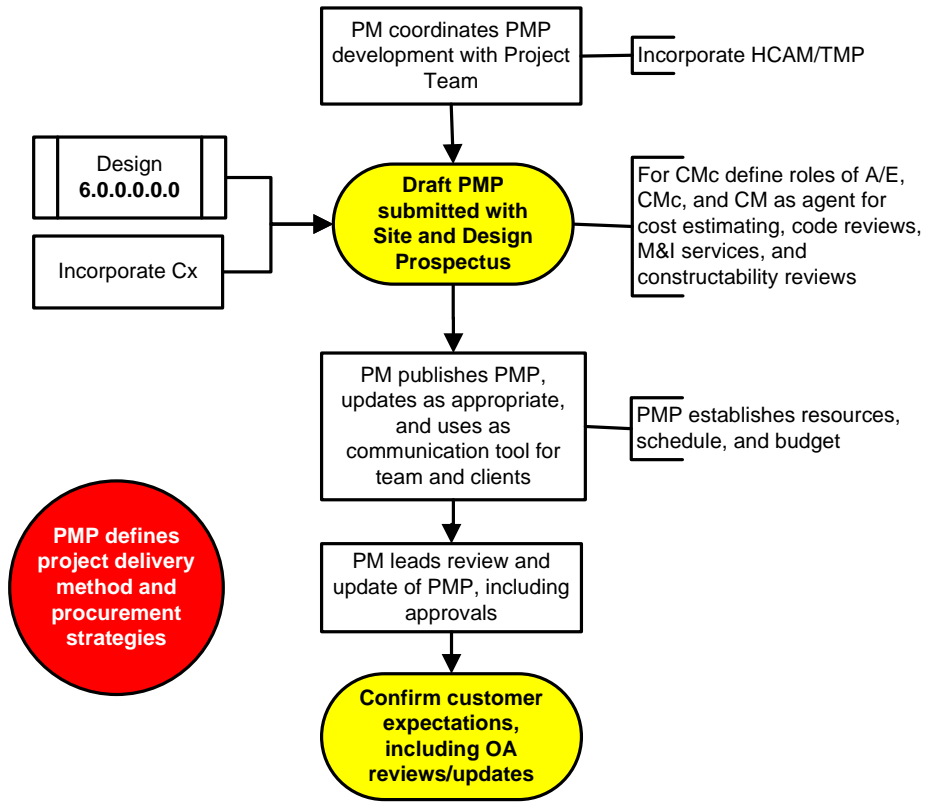 PM coordinates PMP
development with Project
Team
Incorporate HCAM/TMP
Design
6.0.0.0.0.0
Incorporate Cx
Draft PMP
submitted with
Site and Design
Prospectus
For CMc define roles of A/E,
CMc, and CM as agent for
cost estimating, code reviews,
M&I services, and
constructability reviews
PM publishes PMP,
updates as appropriate,
and uses as
communication tool for
team and clients
PMP establishes resources,
schedule, and budget
PMP defines
project delivery
method and
procurement
strategies
PM leads review and
update of PMP, including
approvals
Confirm customer
expectations,
including OA
reviews/updates